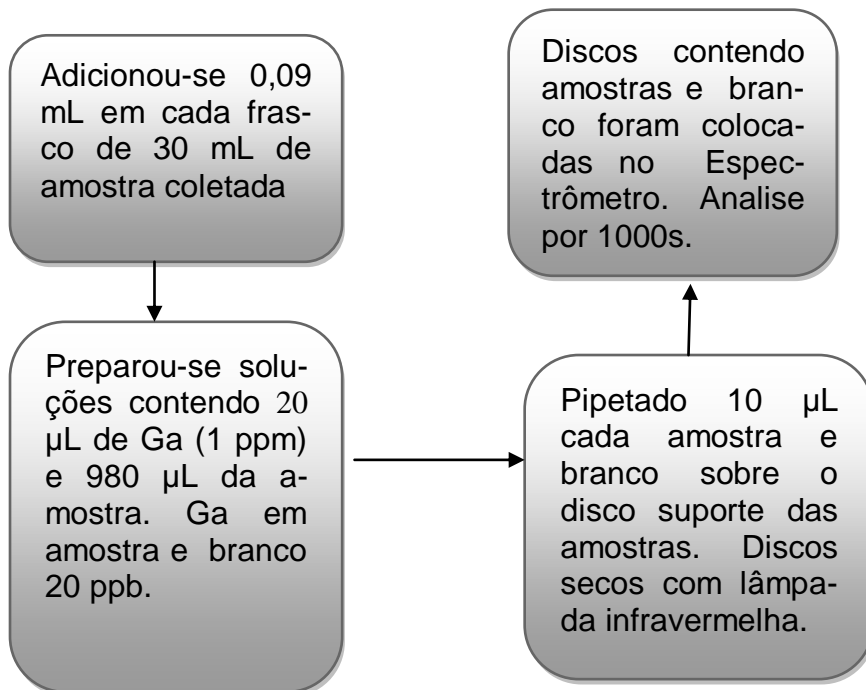 Adicionou-se 0,09
mL em cada fras-
co de 30 mL de
amostra coletada
Preparou-se solu-
ções contendo 20
µL de Ga (1 ppm)
e 980 µL da a-
mostra. Ga em
amostra e branco
20 ppb.
Pipetado 10 µL
cada amostra e
branco sobre o
disco suporte das
amostras. Discos
secos com lâmpa-
da infravermelha.
Discos contendo
amostras e bran-
co foram coloca-
das no Espec-
trômetro. Analise
por 1000s.